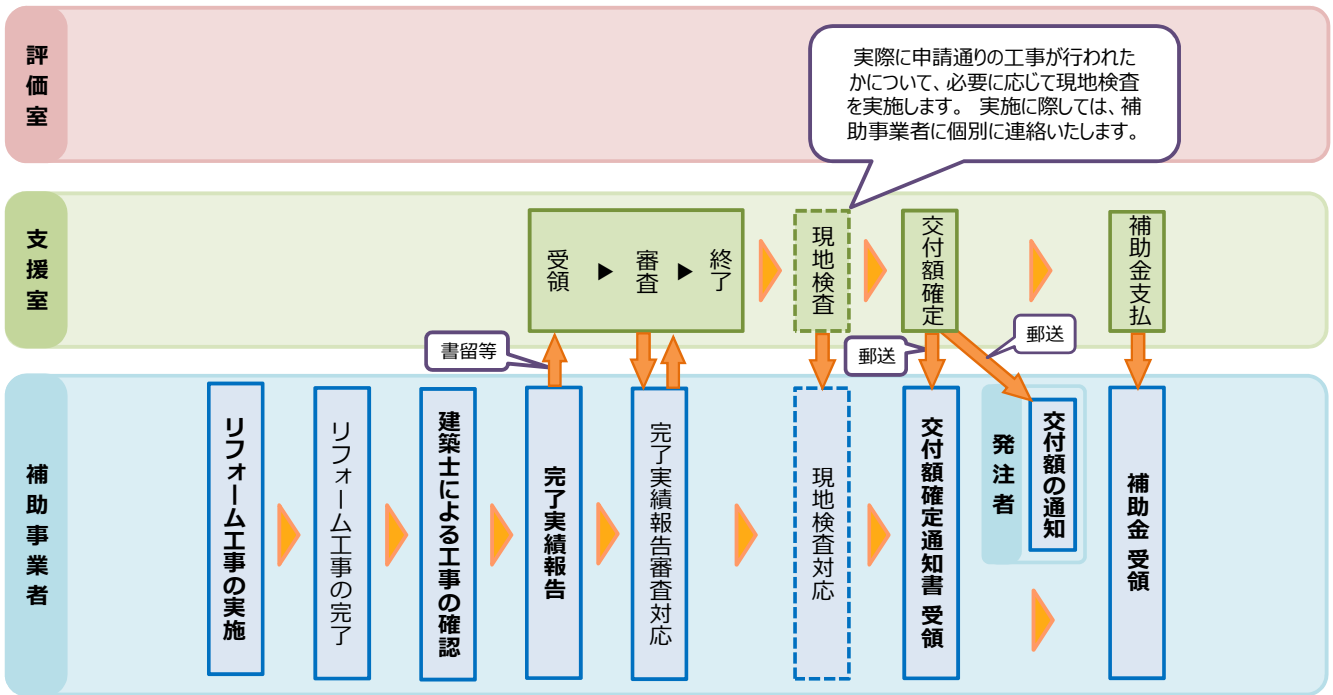 評価室
実際に申請通りの工事が行われた
かについて、必要に応じて現地検査
を実施します。 実施に際しては、補
助事業者に個別に連絡いたします。
支援室
受領
▶
審査
▶
終了
現地検査
交付額確定
補助金支払
書留等
郵送
郵送
補助事業者
リフォーム工事の実施
リフォーム工事の完了
建築士による工事の確認
完了実績報告
完了実績報告審査対応
現地検査対応
交付額確定通知書 受領
発注者
交付額の通知
補助金 受領